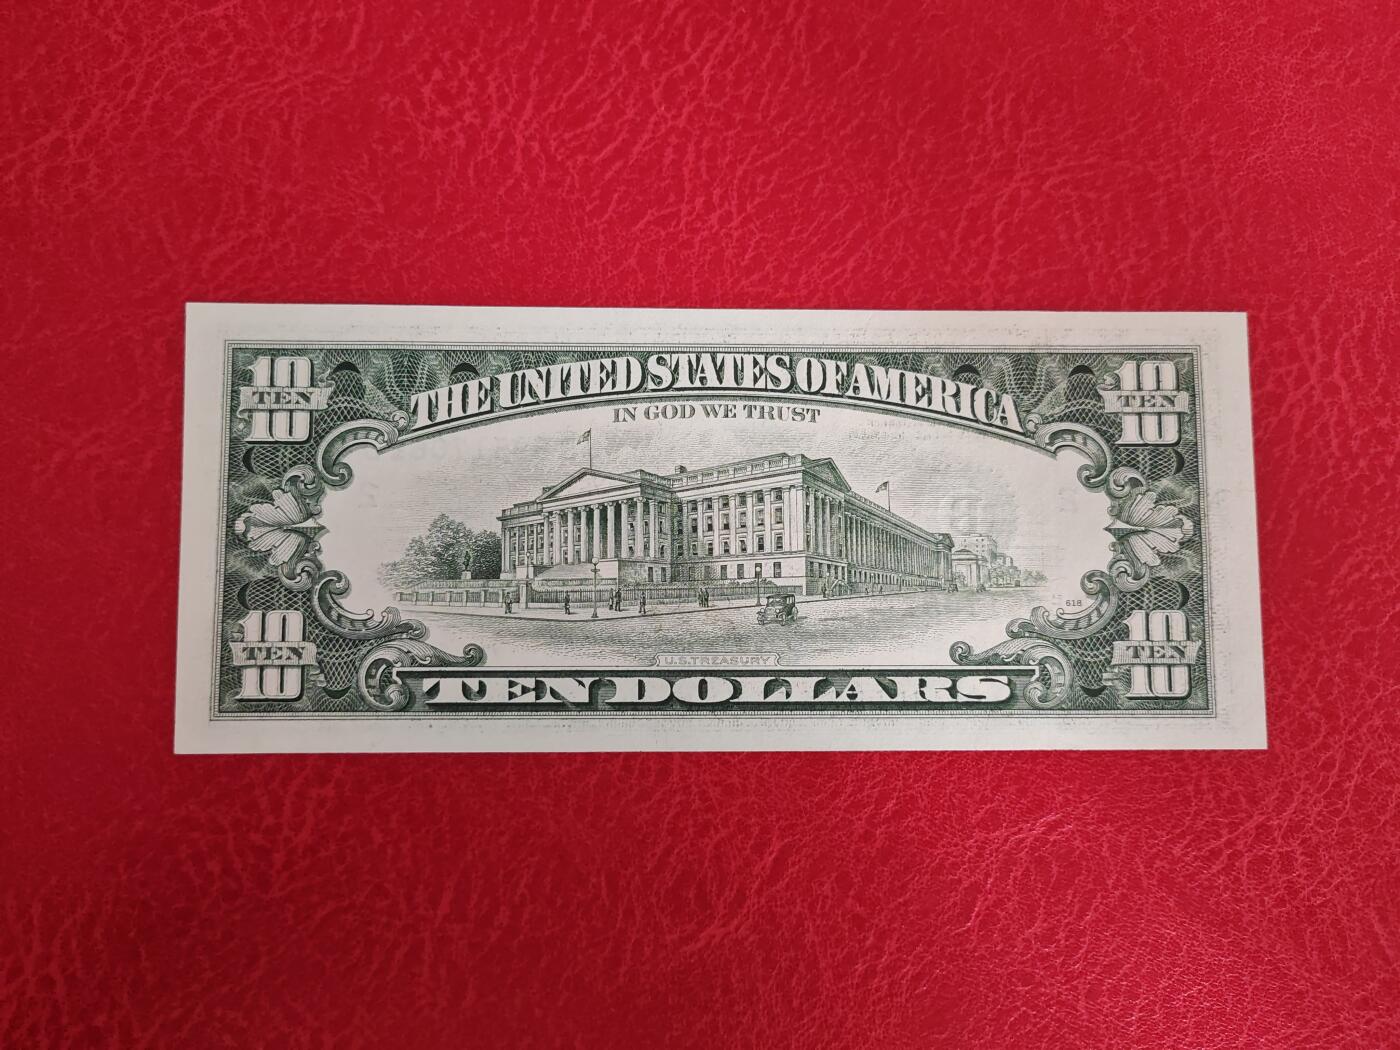 10
TEN
10
THE UNITED STATES OF AMERICA
10
TEN
10
IN GOD WE TRUST
618
10
TEN
10
U.S. TREASURY
TEN DOLLARS
10
TEN
10